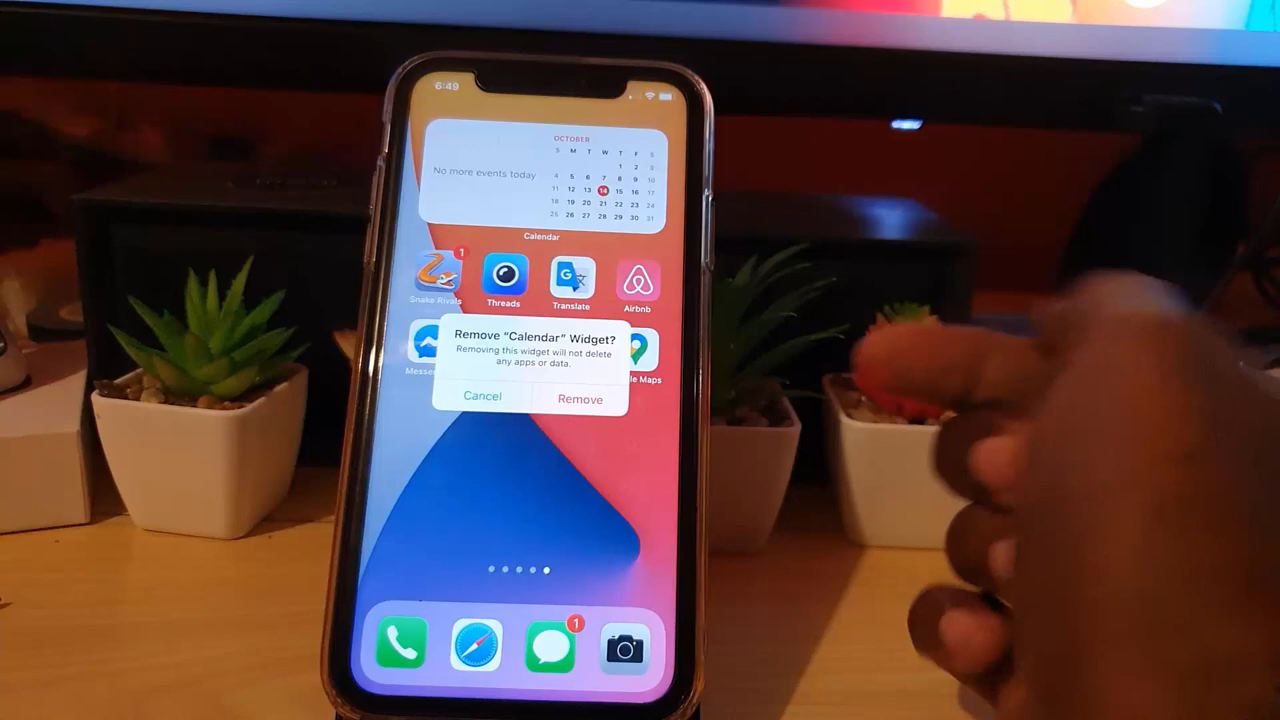 6:49
OCTOBER
S M T W T F S
1 2 3
No more events today
4 5 6 7 8 9 10
11 12 13 14 15 16 17
18 19 20 21 22 23 24
25 26 27 28 29 30 31
Calendar
1
Snake Rivals
Threads
Translate
Airbnb
G
Remove “Calendar” Widget?
Removing this widget will not delete
any apps or data.
Cancel
Remove
Messen
le Maps
1